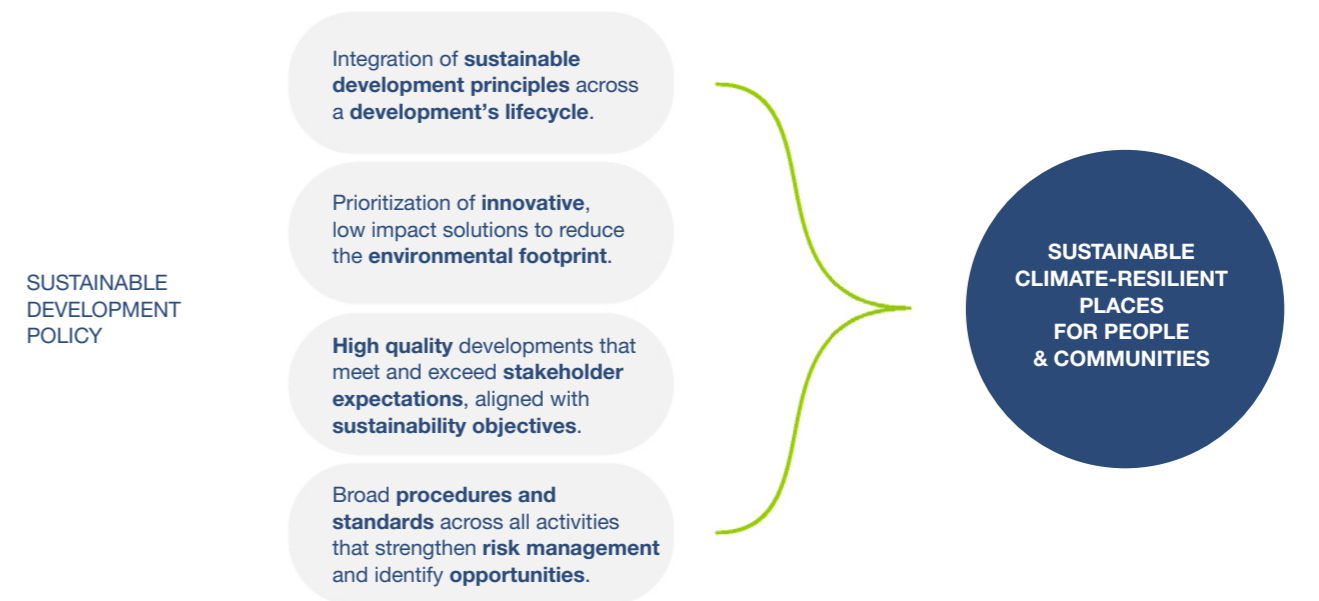 SUSTAINABLE
DEVELOPMENT
POLICY
Integration of sustainable
development principles across
a development’s lifecycle.
Prioritization of innovative,
low impact solutions to reduce
the environmental footprint.
High quality developments that
meet and exceed stakeholder
expectations, aligned with
sustainability objectives.
Broad procedures and
standards across all activities
that strengthen risk management
and identify opportunities.
SUSTAINABLE
CLIMATE-RESILIENT
PLACES
FOR PEOPLE
& COMMUNITIES